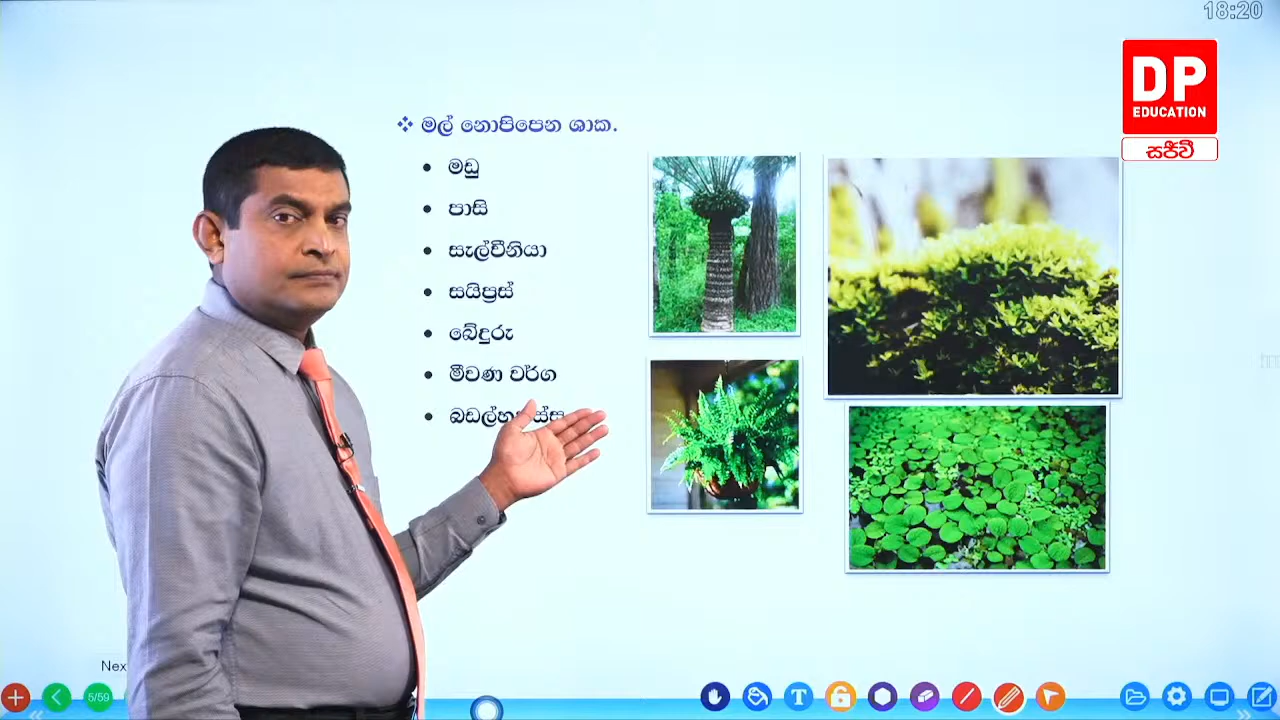 18:20
DP
EDUCATION
සජීවී
❖ මල් නොපිපෙන ශාක.
• මඩු
• පාසි
• සැල්වීනියා
• සයිප්‍රස්
• බේදුරු
• මීවණ වර්ග
Nex
5/59
T